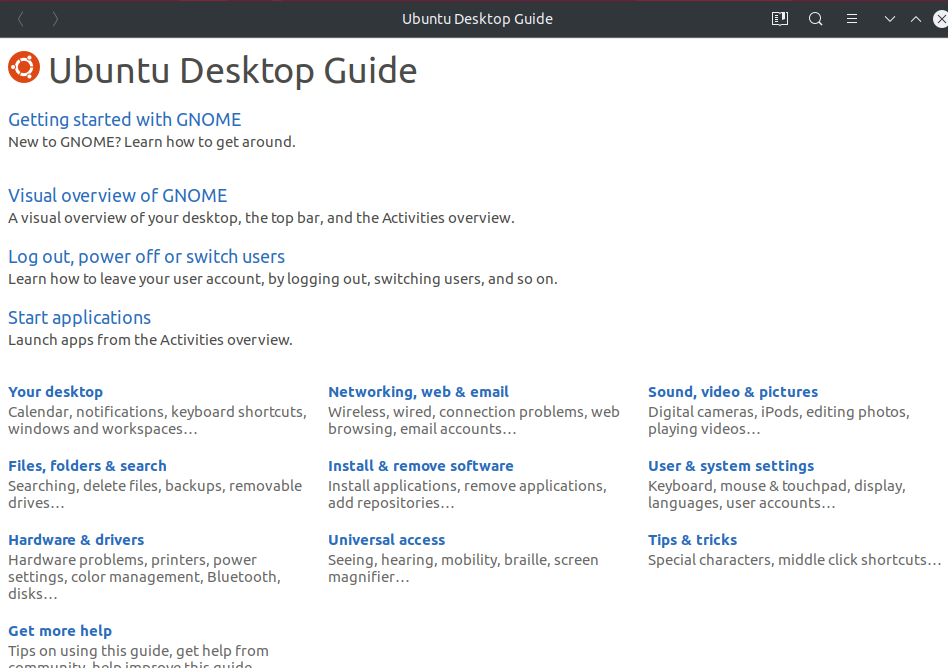 Ubuntu Desktop Guide
Ubuntu Desktop Guide
Getting started with GNOME
New to GNOME? Learn how to get around.
Visual overview of GNOME
A visual overview of your desktop, the top bar, and the Activities overview.
Log out, power off or switch users
Learn how to leave your user account, by logging out, switching users, and so on.
Start applications
Launch apps from the Activities overview.
Your desktop
Calendar, notifications, keyboard shortcuts,
windows and workspaces…
Networking, web & email
Wireless, wired, connection problems, web
browsing, email accounts…
Sound, video & pictures
Digital cameras, iPods, editing photos,
playing videos…
Files, folders & search
Searching, delete files, backups, removable
drives…
Install & remove software
Install applications, remove applications,
add repositories…
User & system settings
Keyboard, mouse & touchpad, display,
languages, user accounts…
Hardware & drivers
Hardware problems, printers, power
settings, color management, Bluetooth,
disks…
Universal access
Seeing, hearing, mobility, braille, screen
magnifier…
Tips & tricks
Special characters, middle click shortcuts…
Get more help
Tips on using this guide, get help from
community, help improve this guide